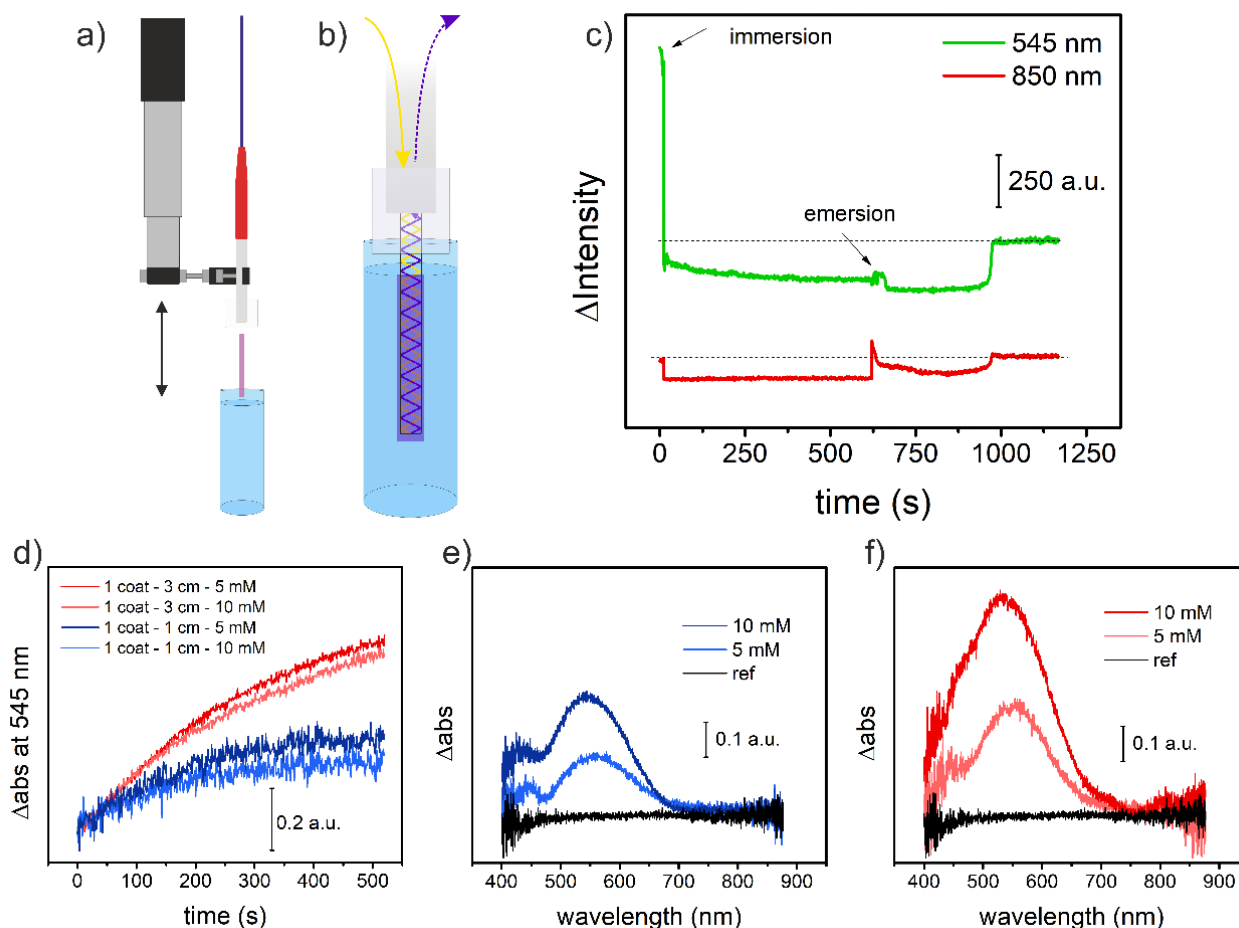 a)
b)
c)
immersion
545 nm
850 nm
250 a.u.
emersion
ΔIntensity
0
250
500
750
1000
1250
time (s)
d)
1 coat - 3 cm - 5 mM
1 coat - 3 cm - 10 mM
1 coat - 1 cm - 5 mM
1 coat - 1 cm - 10 mM
0.2 a.u.
Δabs at 545 nm
0 100 200 300 400 500
time (s)
e)
10 mM
5 mM
ref
0.1 a.u.
Δabs
400 500 600 700 800 900
wavelength (nm)
f)
10 mM
5 mM
ref
0.1 a.u.
Δabs
400 500 600 700 800 900
wavelength (nm)